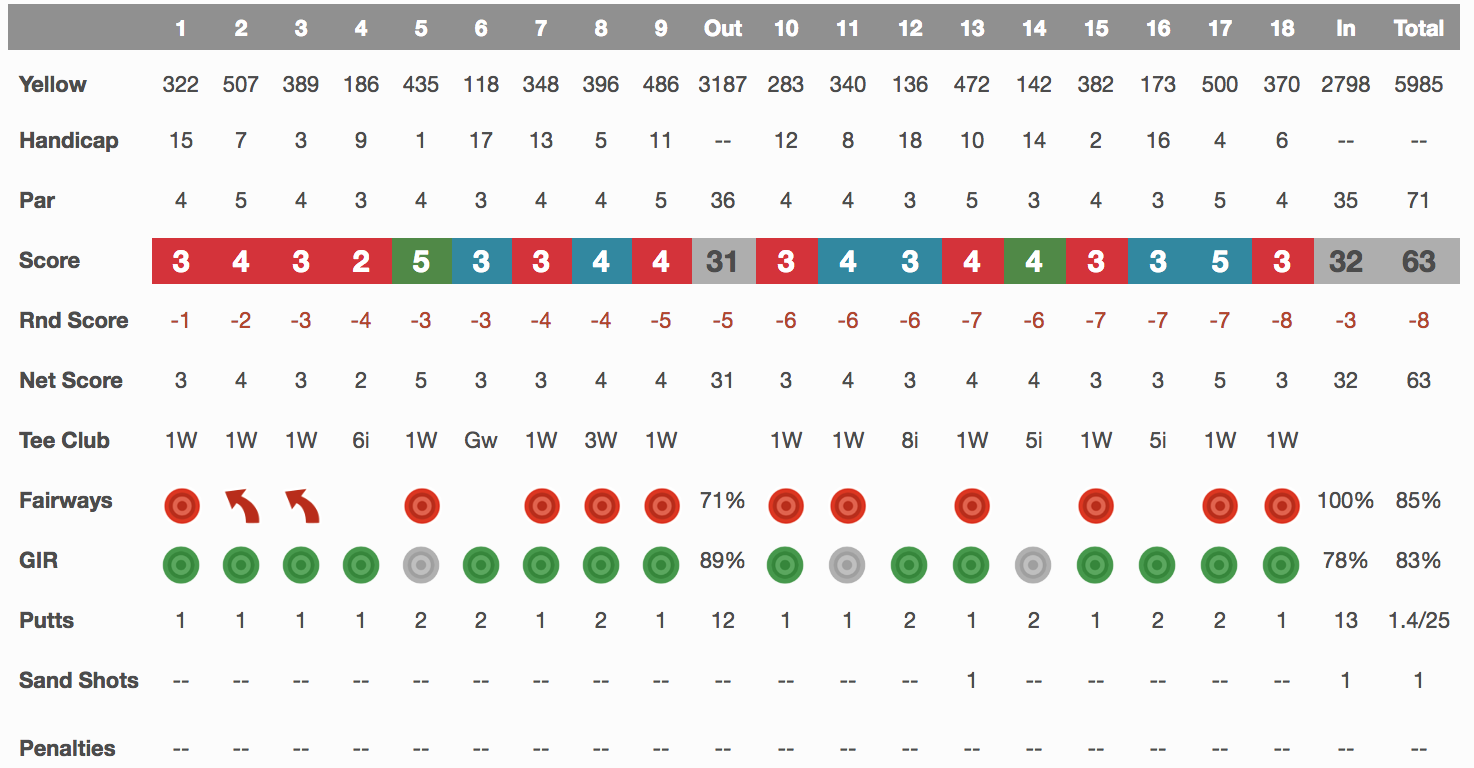 1 2 3 4 5 6 7 8 9 Out 10 11 12 13 14 15 16 17 18 In Total
Yellow 322 507 389 186 435 118 348 396 486 3187 283 340 136 472 142 382 173 500 370 2798 5985
Handicap 15 7 3 9 1 17 13 5 11 -- 12 8 18 10 14 2 16 4 6 -- --
Par 4 5 4 3 4 3 4 4 5 36 4 4 3 5 3 4 3 5 4 35 71
Score 3 4 3 2 5 3 3 4 4 31 3 4 3 4 4 3 3 5 3 32 63
Rnd Score -1 -2 -3 -4 -3 -3 -4 -4 -5 -5 -6 -6 -6 -7 -6 -7 -7 -7 -8 -3 -8
Net Score 3 4 3 2 5 3 3 4 4 31 3 4 3 4 4 3 3 5 3 32 63
Tee Club 1W 1W 1W 6i 1W Gw 1W 3W 1W 1W 1W 8i 1W 5i 1W 5i 1W 1W
Fairways 71% 100% 85%
GIR 89% 78% 83%
Putts 1 1 1 1 2 2 1 2 1 12 1 1 2 1 2 1 2 2 1 13 1.4/25
Sand Shots -- -- -- -- -- -- -- -- -- -- -- -- 1 -- -- -- -- -- 1 1
Penalties -- -- -- -- -- -- -- -- -- -- -- -- -- -- -- -- -- -- -- --